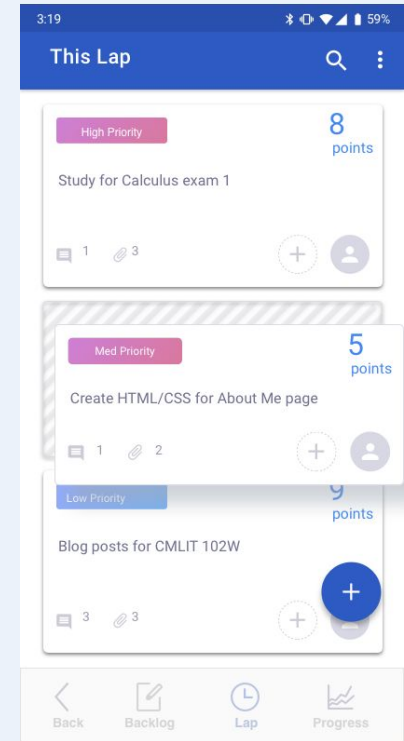 3:19 59%
This Lap
High Priority
8
points
Study for Calculus exam 1
1 3
Med Priority
5
points
Create HTML/CSS for About Me page
1 2
Low Priority
9
points
Blog posts for CMLIT 102W
3 3
Back Backlog Lap Progress